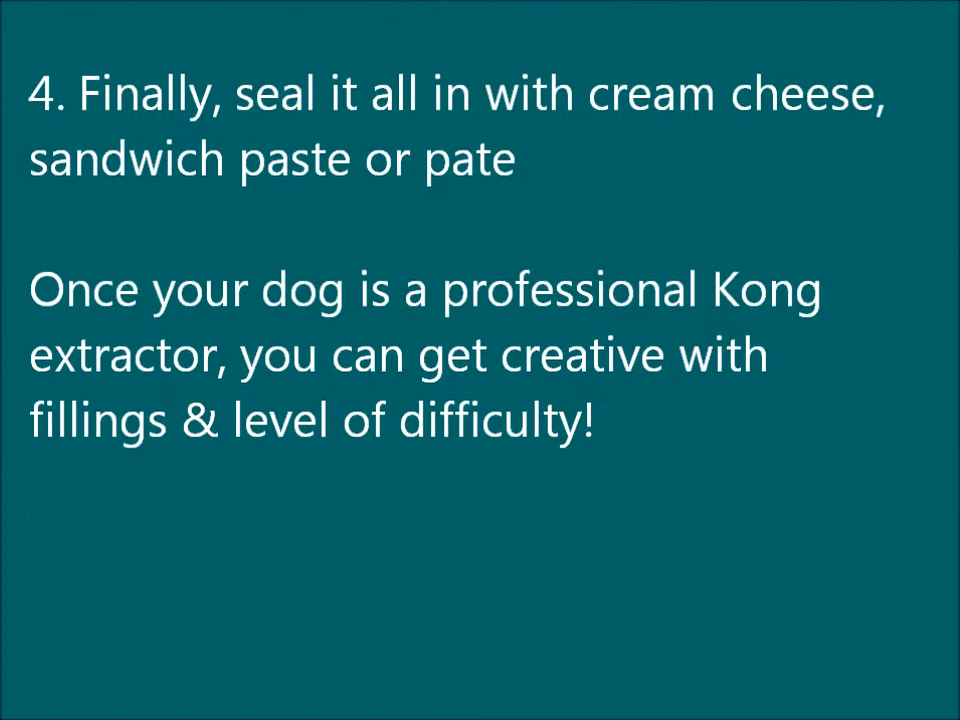 4. Finally, seal it all in with cream cheese,
sandwich paste or pate
Once your dog is a professional Kong
extractor, you can get creative with
fillings & level of difficulty!